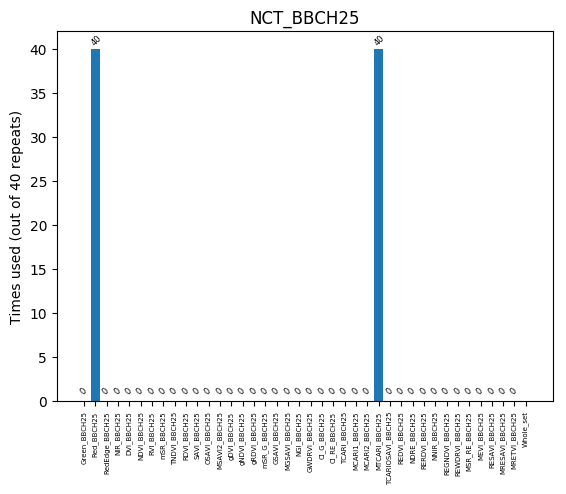 NCT_BBCH25
Times used (out of 40 repeats)
40
35
30
25
20
15
10
5
0
0 40 0 0 0 0 0 0 0 0 0 0 0 0 0 0 0 0 0 0 0 0 0 0 0 0 40 0 0 0 0 0 0 0 0 0 0 0 0
Green_BBCH25
Red_BBCH25
RedEdge_BBCH25
NIR_BBCH25
DVI_BBCH25
NDVI_BBCH25
RVI_BBCH25
mSR_BBCH25
TNDVI_BBCH25
RDVI_BBCH25
SAVI_BBCH25
OSAVI_BBCH25
MSAVI2_BBCH25
gDVI_BBCH25
gNDVI_BBCH25
gRDVI_BBCH25
mSR_G_BBCH25
GSAVI_BBCH25
MGSAVI_BBCH25
NGI_BBCH25
GWDRVI_BBCH25
CI_G_BBCH25
CI_RE_BBCH25
TCARI_BBCH25
MCARI1_BBCH25
MCARI2_BBCH25
MTCARI_BBCH25
TCARIOSAVI_BBCH25
REDVI_BBCH25
NDRE_BBCH25
RERDVI_BBCH25
NNIR_BBCH25
REGNDVI_BBCH25
REWDRVI_BBCH25
MSR_RE_BBCH25
MEVI_BBCH25
RESAVI_BBCH25
MRESAVI_BBCH25
MRETVI_BBCH25
Whole_set